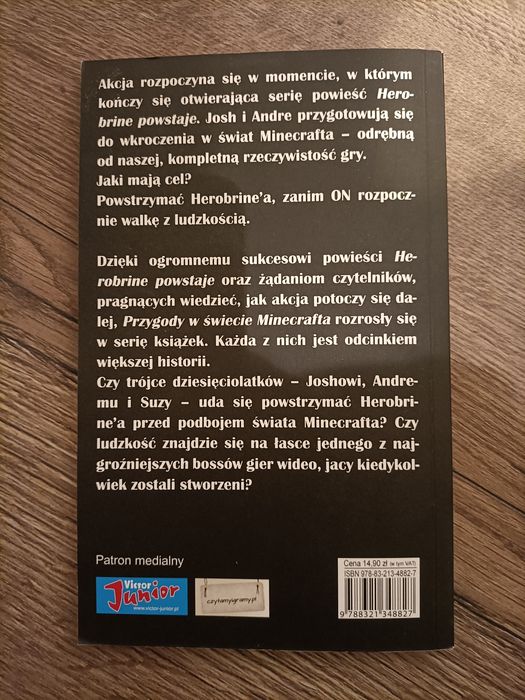 Akcja rozpoczyna się w momencie, w którym
kończy się otwierająca serię powieść Hero-
brine powstaje. Josh i Andre przygotowują się
do wkroczenia w świat Minecrafta – odrębną
od naszej, kompletną rzeczywistość gry.
Jaki mają cel?
Powstrzymać Herobrine’a, zanim ON rozpocz-
nie walkę z ludzkością.
Dzięki ogromnemu sukcesowi powieści He-
robrine powstaje oraz żądaniom czytelników,
pragnących wiedzieć, jak akcja potoczy się da-
lej, Przygody w świecie Minecrafta rozrosły się
w serię książek. Każda z nich jest odcinkiem
większej historii.
Czy trójce dziesięciolatków – Joshowi, Andre-
mu i Suzy – uda się powstrzymać Herobri-
ne’a przed podbojem świata Minecrafta? Czy
ludzkość znajdzie się na łasce jednego z naj-
groźniejszych bossów gier wideo, jacy kiedykol-
wiek zostali stworzeni?
Patron medialny
Victor
Junior
www.victor-junior.pl
czytamyigramy.pl
Cena 14,90 zł (w tym VAT)
ISBN 978-83-213-4882-7
9 788321 348827